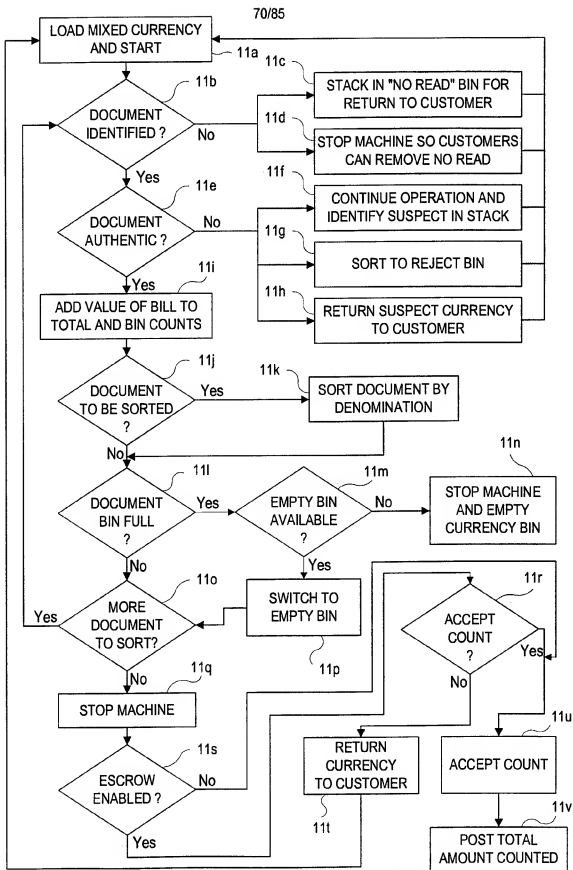 70/85
LOAD MIXED CURRENCY
AND START
11a
11b
DOCUMENT
IDENTIFIED ?
No
Yes
11c
STACK IN "NO READ" BIN FOR
RETURN TO CUSTOMER
11d
STOP MACHINE SO CUSTOMERS
CAN REMOVE NO READ
11e
DOCUMENT
AUTHENTIC ?
No
Yes
11f
CONTINUE OPERATION AND
IDENTIFY SUSPECT IN STACK
11g
SORT TO REJECT BIN
11h
RETURN SUSPECT CURRENCY
TO CUSTOMER
11i
ADD VALUE OF BILL TO
TOTAL AND BIN COUNTS
11j
DOCUMENT
TO BE SORTED
?
Yes
No
11k
SORT DOCUMENT BY
DENOMINATION
11l
DOCUMENT
BIN FULL
?
Yes
No
11m
EMPTY BIN
AVAILABLE
?
No
Yes
11n
STOP MACHINE
AND EMPTY
CURRENCY BIN
11o
MORE
DOCUMENT
TO SORT?
Yes
No
SWITCH TO
EMPTY BIN
11p
11q
STOP MACHINE
11r
ACCEPT
COUNT
?
Yes
No
11s
ESCROW
ENABLED ?
No
Yes
RETURN
CURRENCY
TO CUSTOMER
11t
11u
ACCEPT COUNT
11v
POST TOTAL
AMOUNT COUNTED